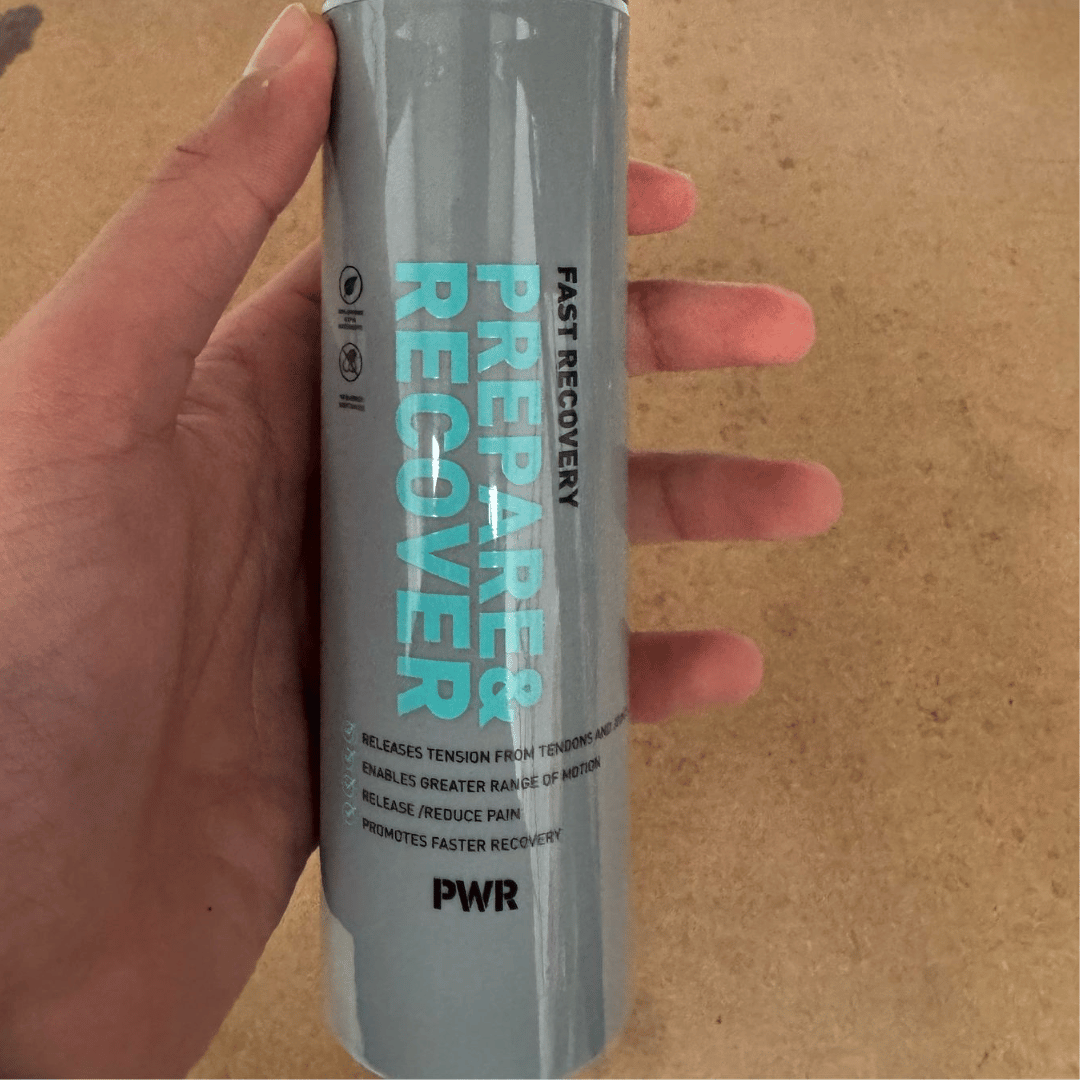 FAST RECOVERY
PREPARE&
RECOVER
RELEASES TENSION FROM TENDONS AND
ENABLES GREATER RANGE OF MOTION
RELEASE /REDUCE PAIN
PROMOTES FASTER RECOVERY
PWR